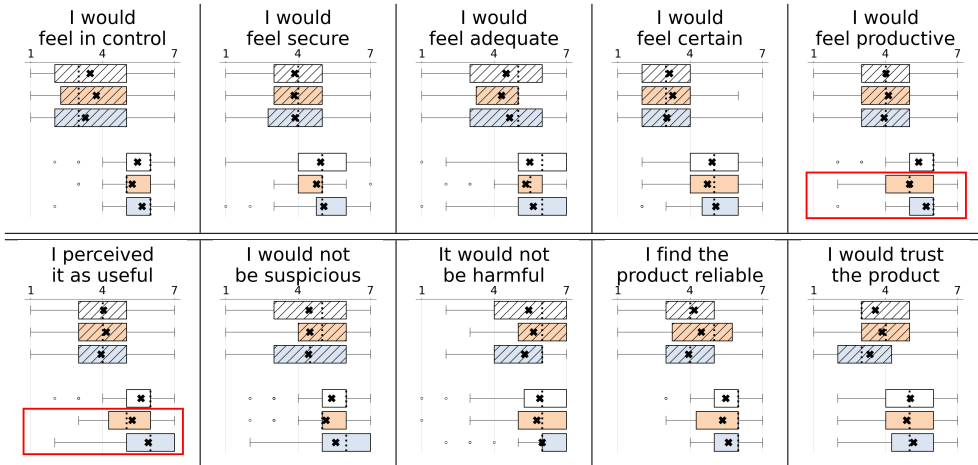 I would
feel in control
1 4 7
I would
feel secure
1 4 7
I would
feel adequate
1 4 7
I would
feel certain
1 4 7
I would
feel productive
1 4 7
I perceived
it as useful
1 4 7
I would not
be suspicious
1 4 7
It would not
be harmful
1 4 7
I find the
product reliable
1 4 7
I would trust
the product
1 4 7